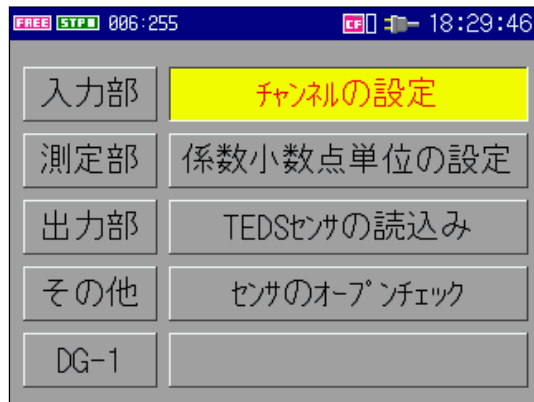 FREE STPD 006:255 CF 18:29:46
入力部 ﾁｬﾝﾈﾙの設定
測定部 係数小数点単位の設定
出力部 TEDSｾﾝｻの読込み
その他 ｾﾝｻのｵｰﾌﾟﾝﾁｪｯｸ
DG-1